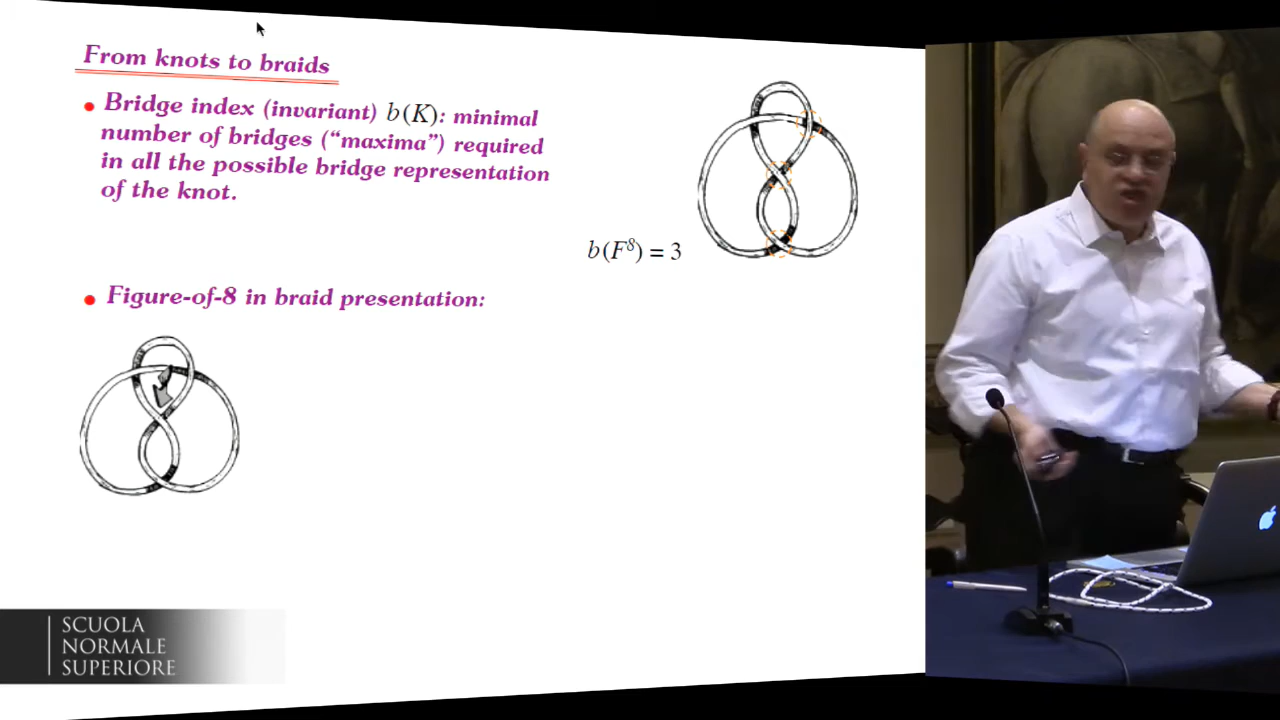 From knots to braids
• Bridge index (invariant) b(K): minimal
number of bridges (“maxima”) required
in all the possible bridge representation
of the knot.
b(F⁸) = 3
• Figure-of-8 in braid presentation:
SCUOLA
NORMALE
SUPERIORE